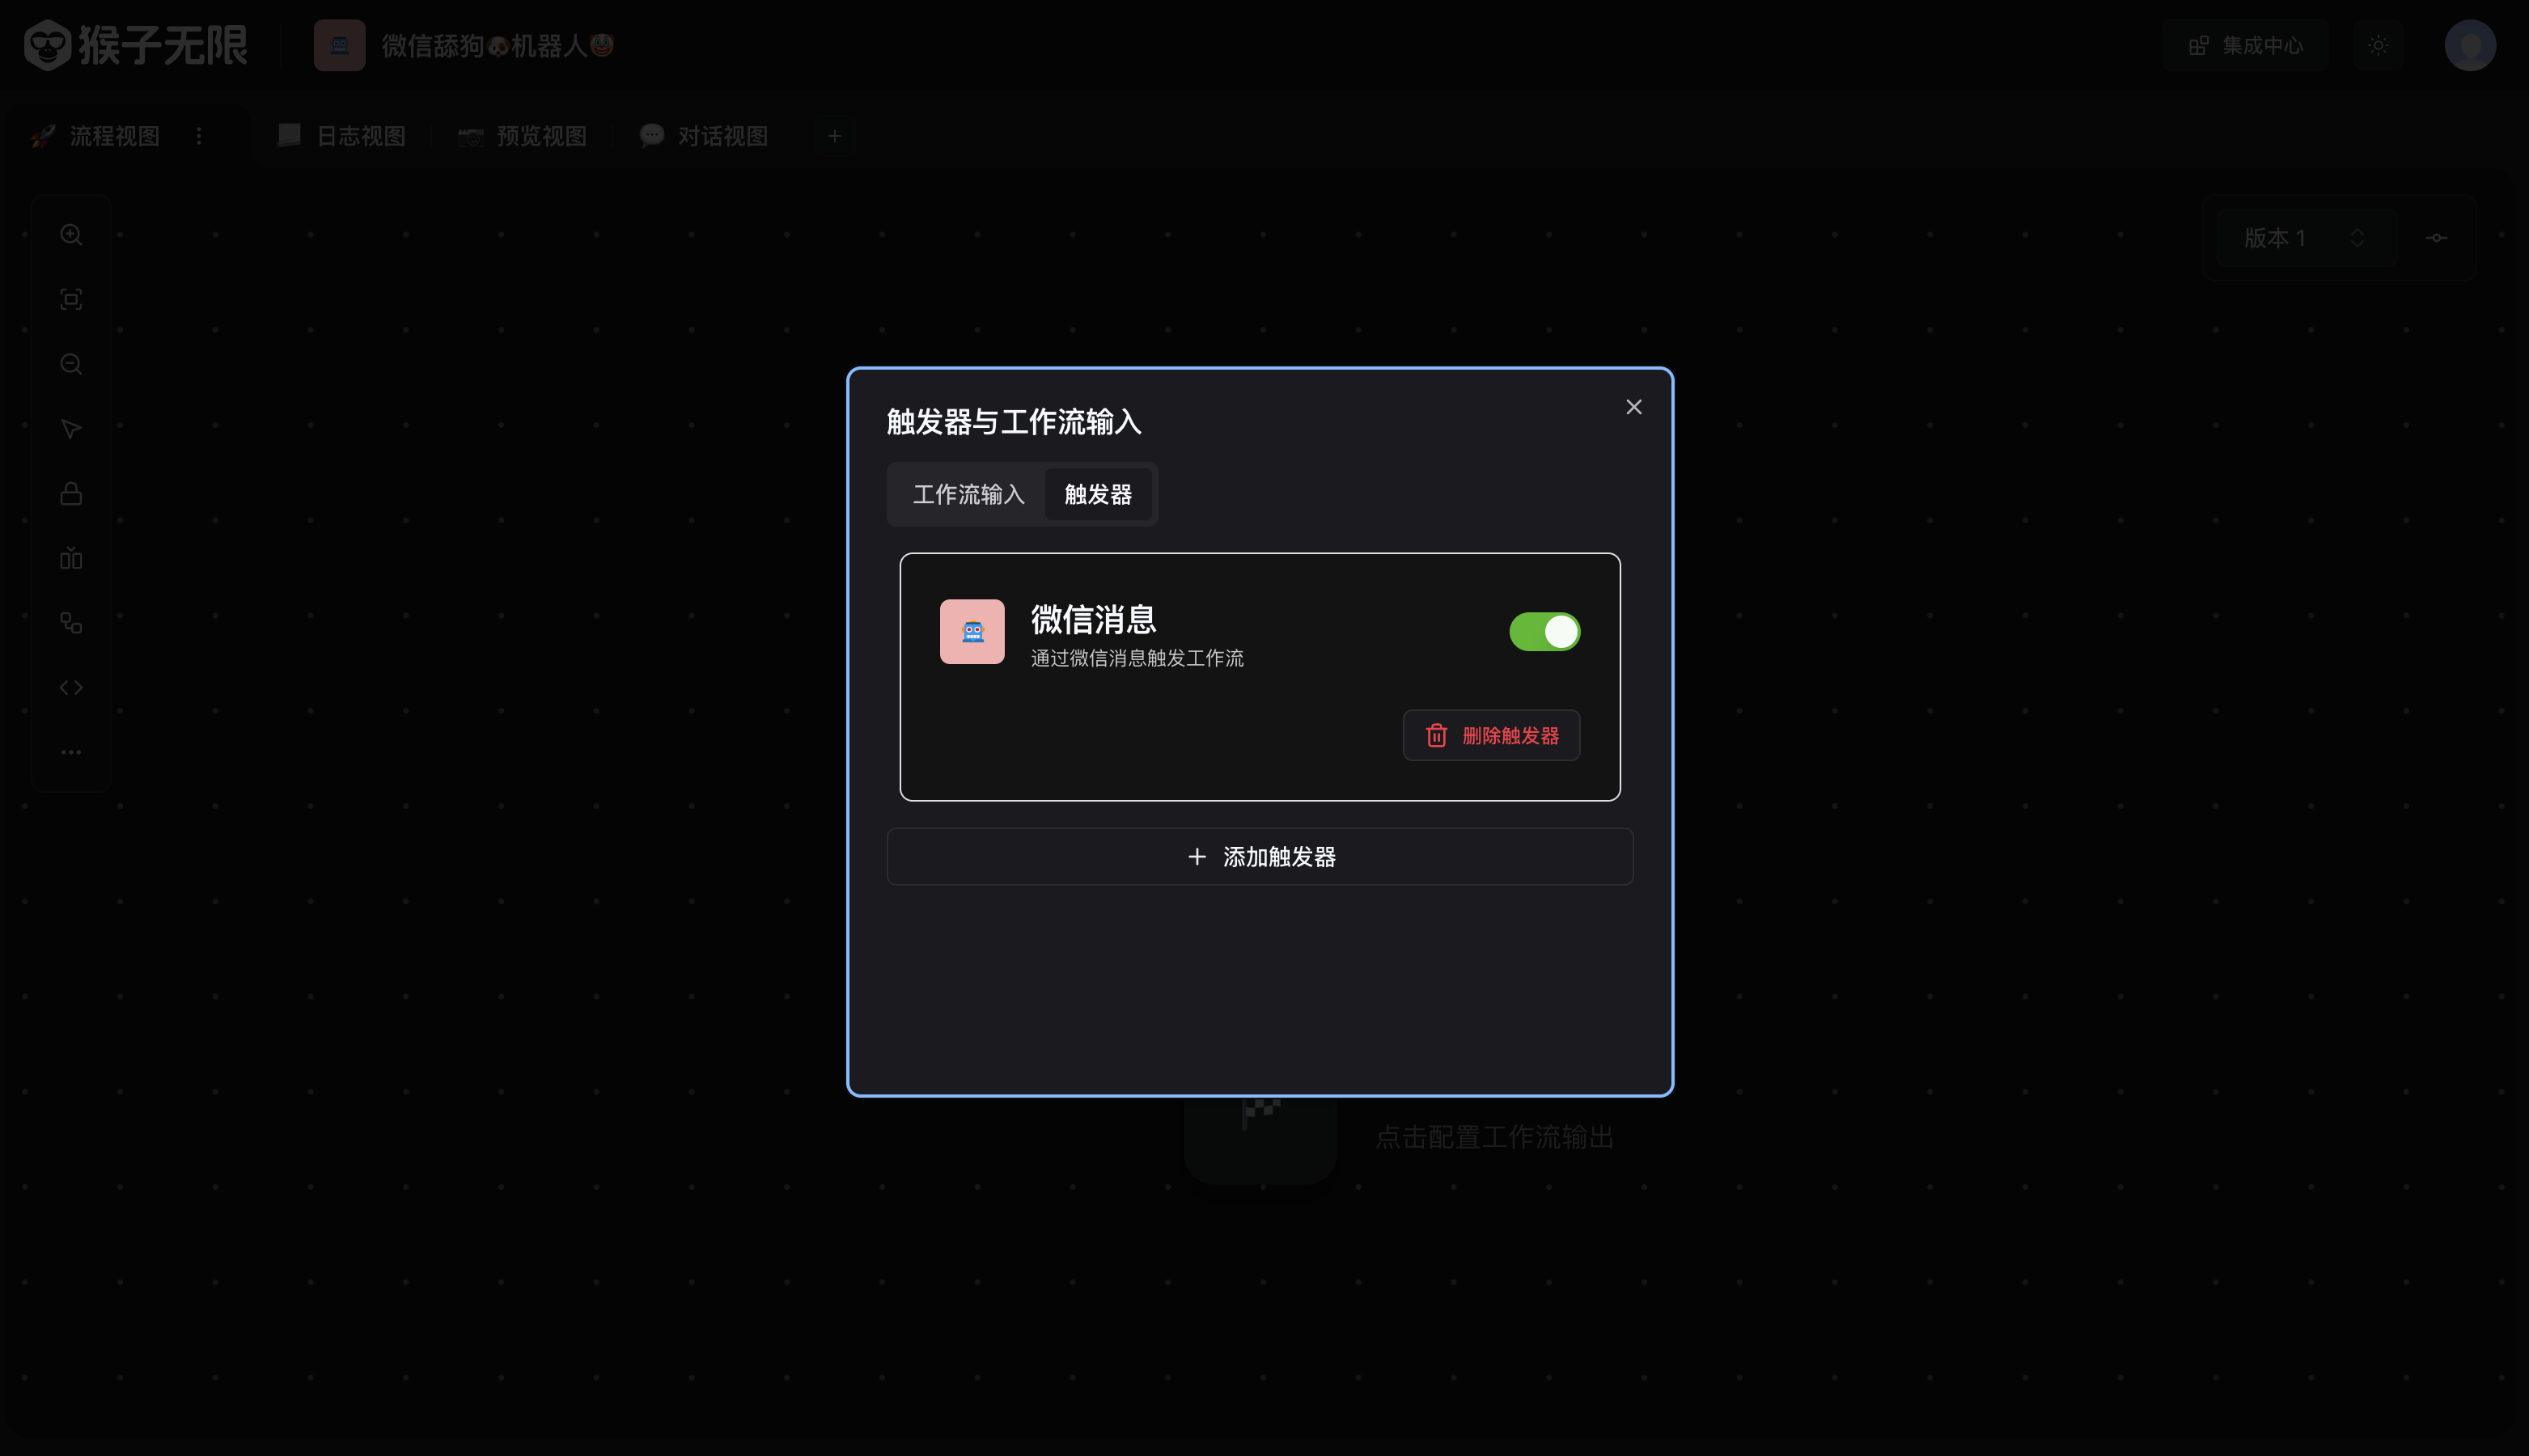 猴子无限
微信舔狗🐶机器人🤡
集成中心
流程视图
日志视图
预览视图
对话视图
版本 1
触发器与工作流输入
工作流输入
触发器
微信消息
通过微信消息触发工作流
删除触发器
添加触发器
点击配置工作流输出